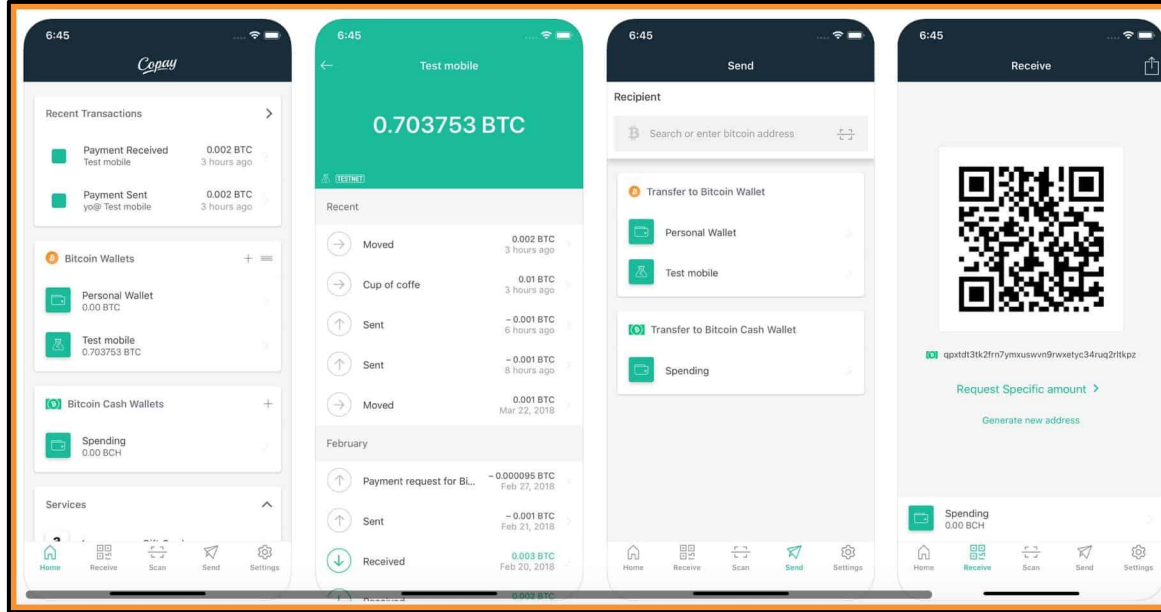 6:45
Copay
Recent Transactions
Payment Received 0.002 BTC
Test mobile 3 hours ago
Payment Sent 0.002 BTC
yo@ Test mobile 3 hours ago
Bitcoin Wallets
Personal Wallet
0.00 BTC
Test mobile
0.703753 BTC
Bitcoin Cash Wallets
Spending
0.00 BCH
Services
Home Receive Scan Send Settings
6:45
Test mobile
0.703753 BTC
TESTNET
Recent
Moved 0.002 BTC
3 hours ago
Cup of coffe 0.01 BTC
3 hours ago
Sent – 0.001 BTC
6 hours ago
Sent – 0.001 BTC
8 hours ago
Moved 0.001 BTC
Mar 22, 2018
February
Payment request for Bi... – 0.000095 BTC
Feb 27, 2018
Sent – 0.001 BTC
Feb 21, 2018
Received 0.003 BTC
Feb 20, 2018
Received 0.002 BTC
6:45
Send
Recipient
Search or enter bitcoin address
Transfer to Bitcoin Wallet
Personal Wallet
Test mobile
Transfer to Bitcoin Cash Wallet
Spending
Home Receive Scan Send Settings
6:45
Receive
qpxtdt3tk2frn7ymxuswvn9rwxetyc34ruq2rltkpz
Request Specific amount
Generate new address
Spending
0.00 BCH
Home Receive Scan Send Settings